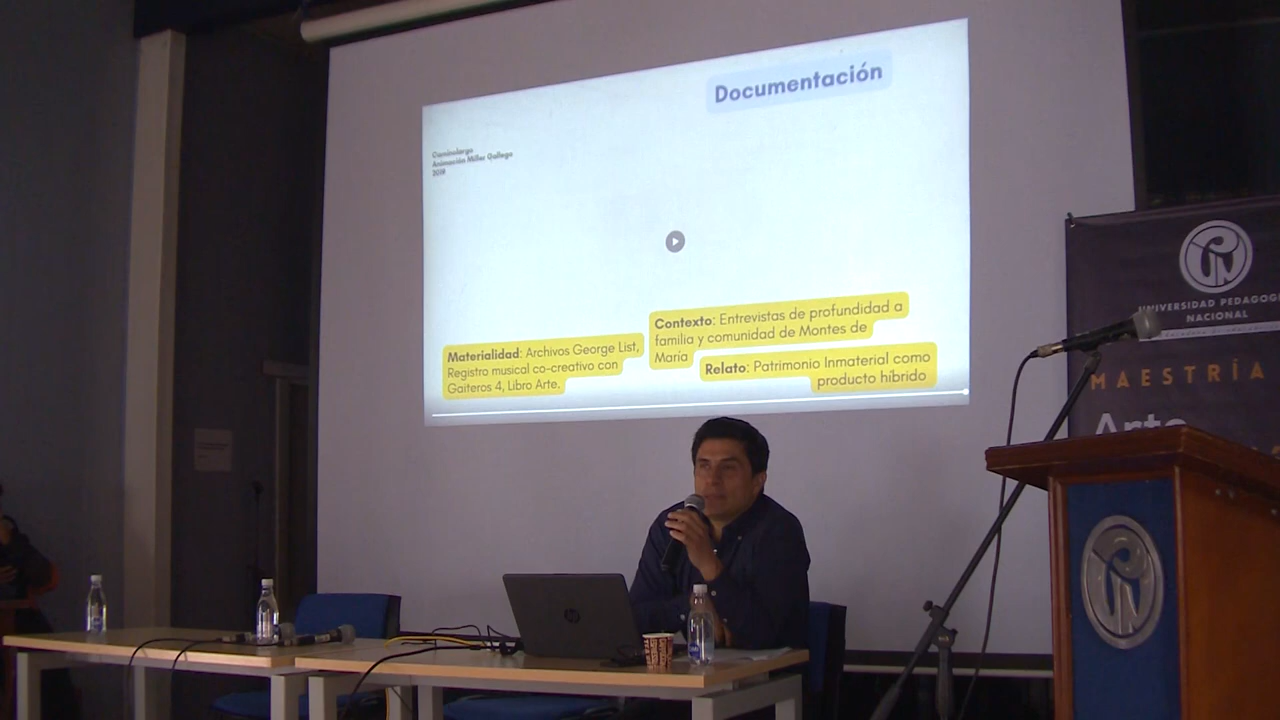 Documentación
Caminolargo
Animación Miller Gallego
2018
Contexto: Entrevistas de profundidad a
familia y comunidad de Montes de
María
Materialidad: Archivos George List,
Registro musical co-creativo con
Gaiteros 4, Libro Arte.
Relato: Patrimonio Inmaterial como
producto híbrido
UNIVERSIDAD PEDAGOGI
NACIONAL
MAESTRÍA
Arte
hp